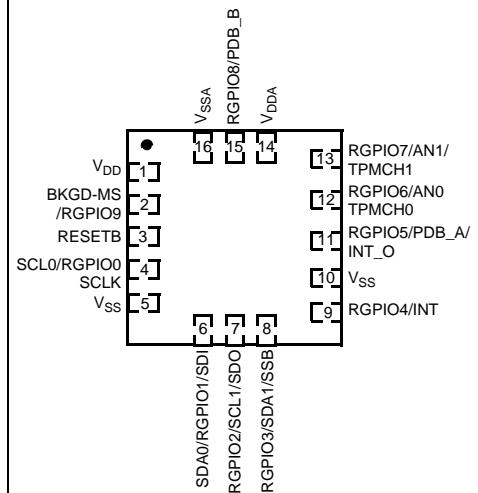 VSSA
RGPIO8/PDB_B
VDDA
16
15
14
VDD
1
BKGD-MS
/RGPIO9
2
RESETB
3
SCL0/RGPIO0
SCLK
4
VSS
5
13
RGPIO7/AN1/
TPMCH1
12
RGPIO6/AN0
TPMCH0
11
RGPIO5/PDB_A/
INT_O
10
VSS
9
RGPIO4/INT
6
7
8
SDA0/RGPIO1/SDI
RGPIO2/SCL1/SDO
RGPIO3/SDA1/SSB